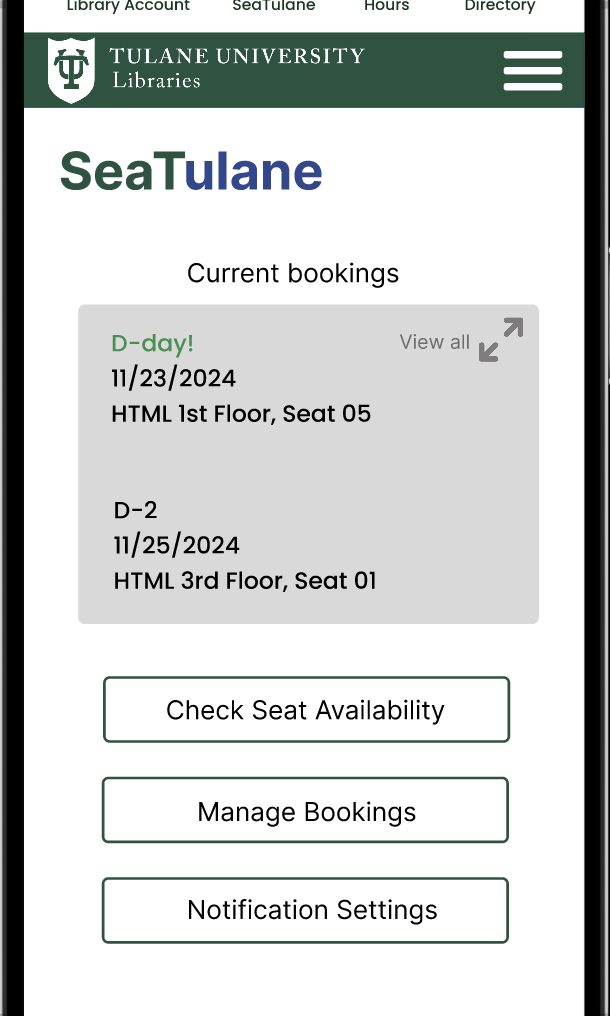 Library Account SeaTulane Hours Directory
TULANE UNIVERSITY
Libraries
SeaTulane
Current bookings
D-day! View all
11/23/2024
HTML 1st Floor, Seat 05
D-2
11/25/2024
HTML 3rd Floor, Seat 01
Check Seat Availability
Manage Bookings
Notification Settings